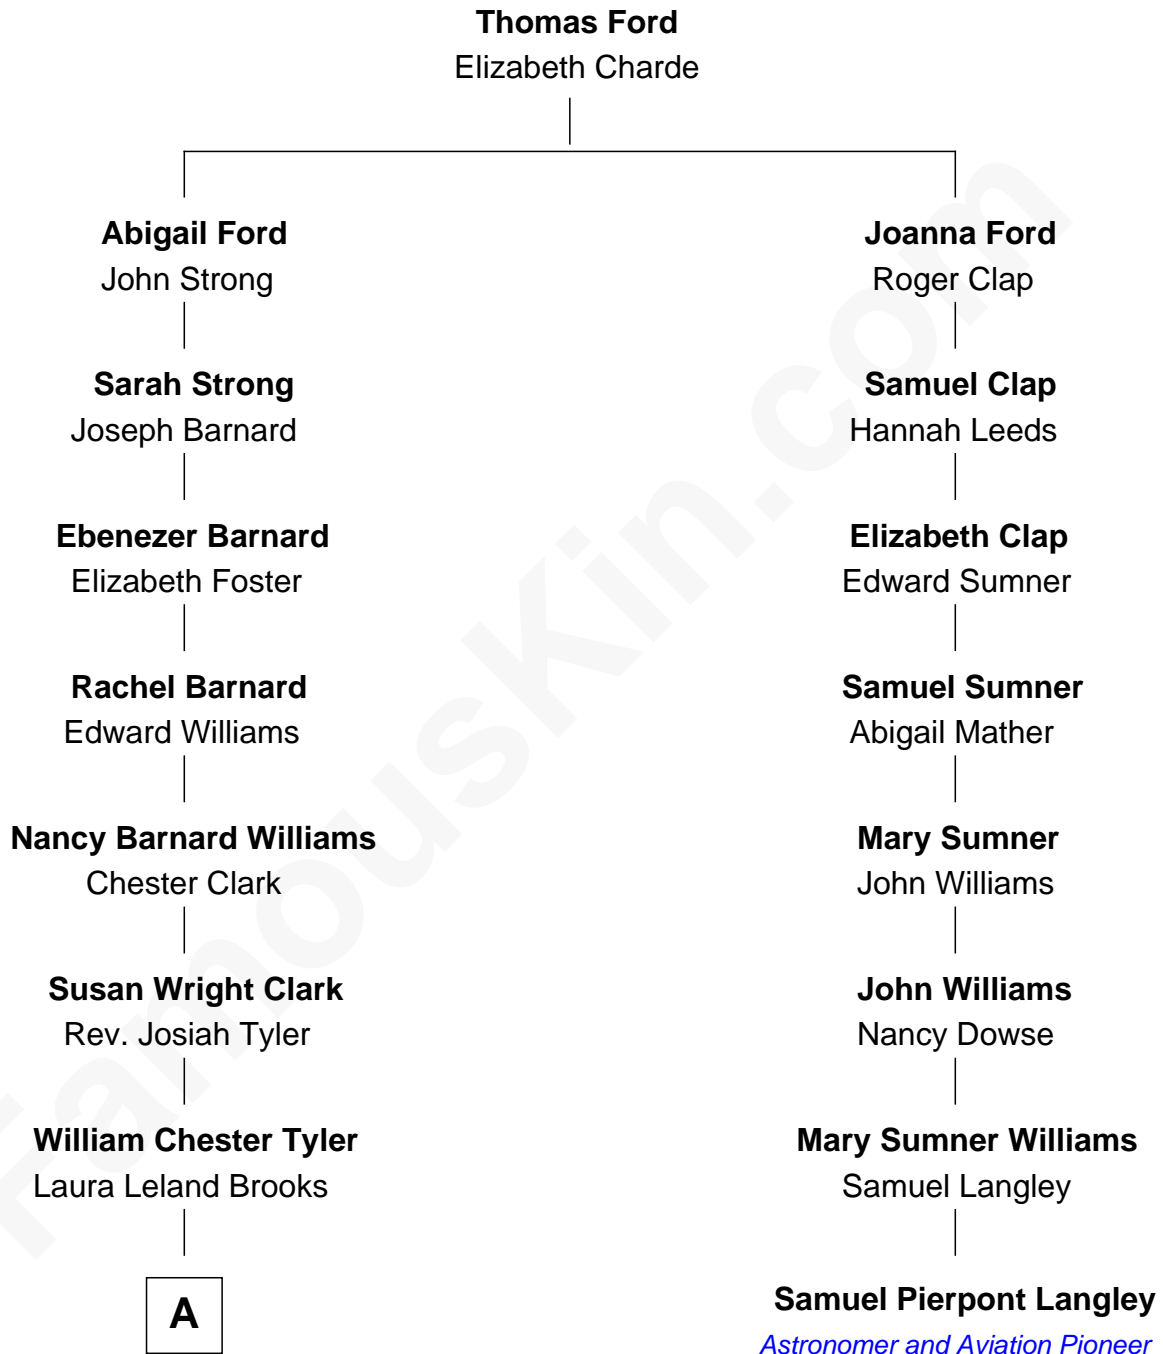 Thomas Ford
Elizabeth Charde
Abigail Ford
John Strong
Joanna Ford
Roger Clap
Sarah Strong
Joseph Barnard
Samuel Clap
Hannah Leeds
Ebenezer Barnard
Elizabeth Foster
Elizabeth Clap
Edward Sumner
Rachel Barnard
Edward Williams
Samuel Sumner
Abigail Mather
Nancy Barnard Williams
Chester Clark
Mary Sumner
John Williams
Susan Wright Clark
Rev. Josiah Tyler
John Williams
Nancy Dowse
William Chester Tyler
Laura Leland Brooks
Mary Sumner Williams
Samuel Langley
A
Samuel Pierpont Langley
Astronomer and Aviation Pioneer
FamousKin.com